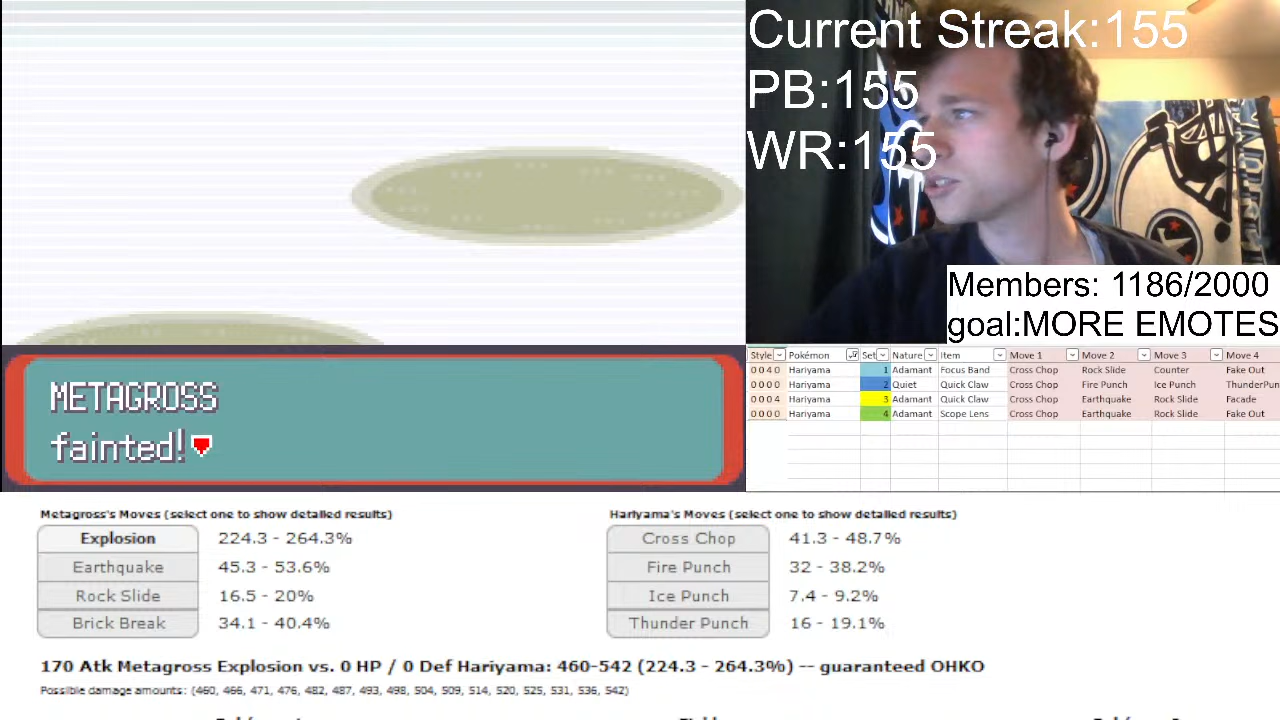 Current Streak:155
PB:155
WR:155
Members: 1186/2000
goal:MORE EMOTES
METAGROSS
fainted!
Style Pokémon Set Nature Item Move 1 Move 2 Move 3 Move 4
0040 Hariyama 1 Adamant Focus Band Cross Chop Rock Slide Counter Fake Out
0000 Hariyama 2 Quiet Quick Claw Cross Chop Fire Punch Ice Punch ThunderPun
0004 Hariyama 3 Adamant Quick Claw Cross Chop Earthquake Rock Slide Facade
0000 Hariyama 4 Adamant Scope Lens Cross Chop Earthquake Rock Slide Fake Out
Metagross's Moves (select one to show detailed results)
Explosion 224.3 - 264.3%
Earthquake 45.3 - 53.6%
Rock Slide 16.5 - 20%
Brick Break 34.1 - 40.4%
Hariyama's Moves (select one to show detailed results)
Cross Chop 41.3 - 48.7%
Fire Punch 32 - 38.2%
Ice Punch 7.4 - 9.2%
Thunder Punch 16 - 19.1%
170 Atk Metagross Explosion vs. 0 HP / 0 Def Hariyama: 460-542 (224.3 - 264.3%) -- guaranteed OHKO
Possible damage amounts: (460, 466, 471, 476, 482, 487, 493, 498, 504, 509, 514, 520, 525, 531, 536, 542)